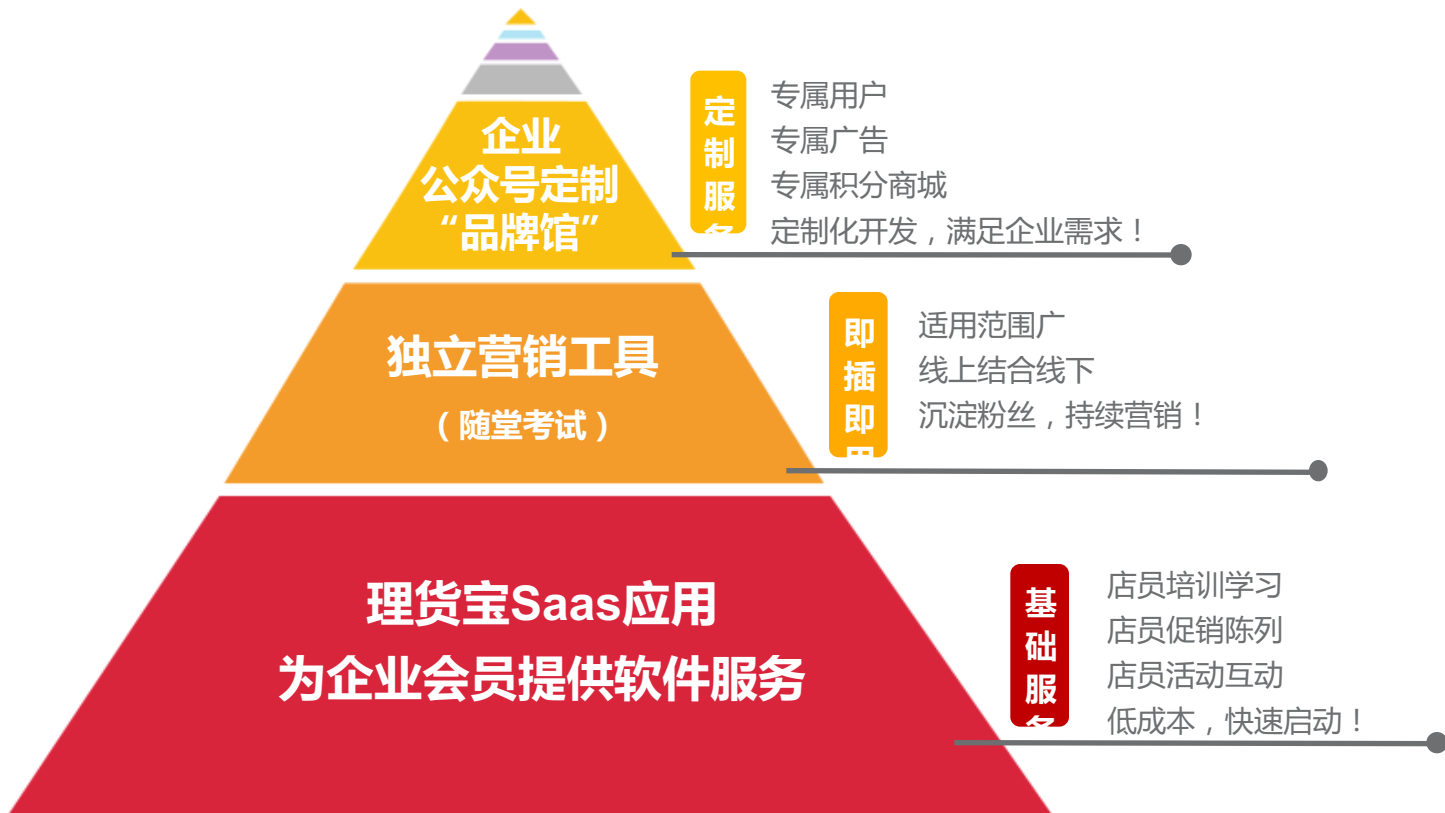 企业
公众号定制
“品牌馆”
定制服务
专属用户
专属广告
专属积分商城
定制化开发，满足企业需求！
独立营销工具
（随堂考试）
即插即用
适用范围广
线上结合线下
沉淀粉丝，持续营销！
理货宝Saas应用
为企业会员提供软件服务
基础服务
店员培训学习
店员促销陈列
店员活动互动
低成本，快速启动！